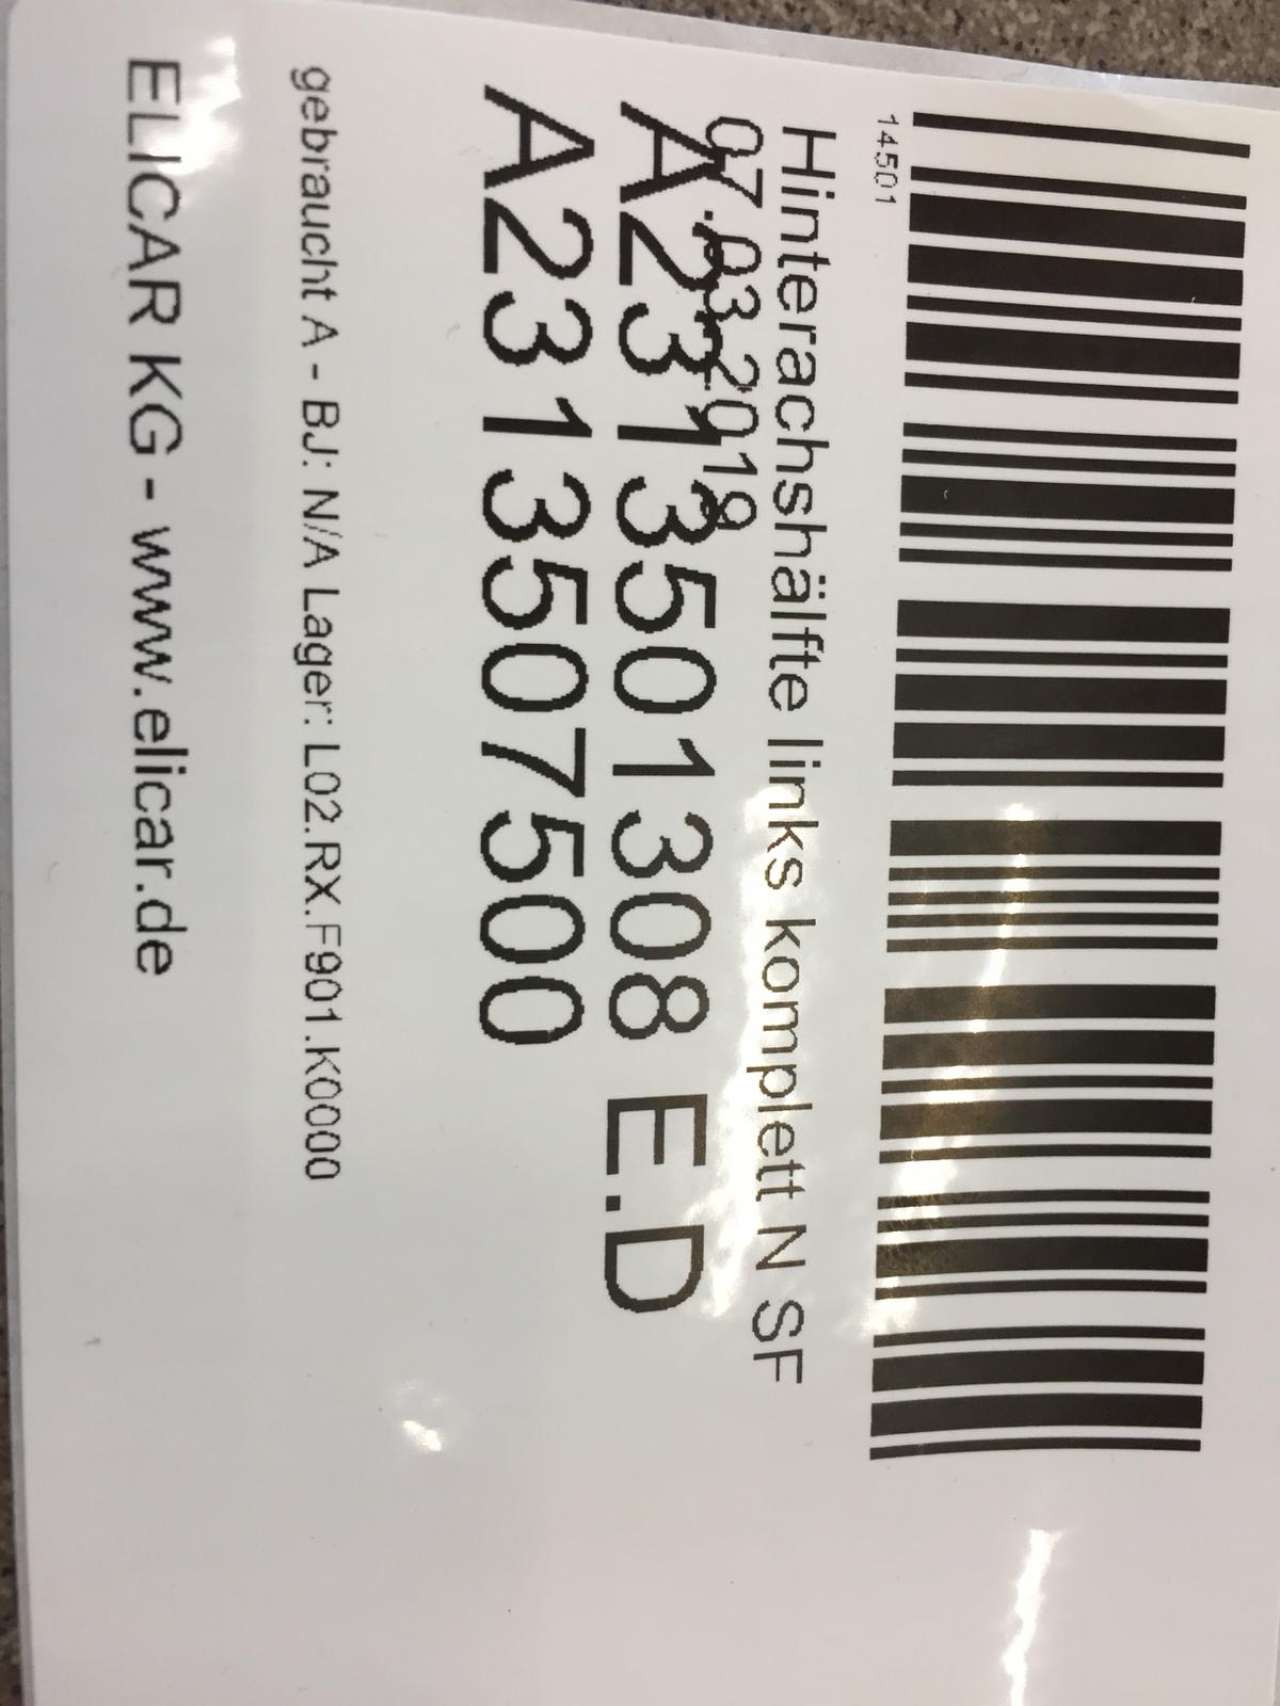 14501
Hinterachshälfte links komplett N SF
07.03.2019
A2313501308 E.D
A2313507500
gebraucht A - BJ: N/A Lager: L02.RX.F901.K0000
ELICAR KG - www.elicar.de